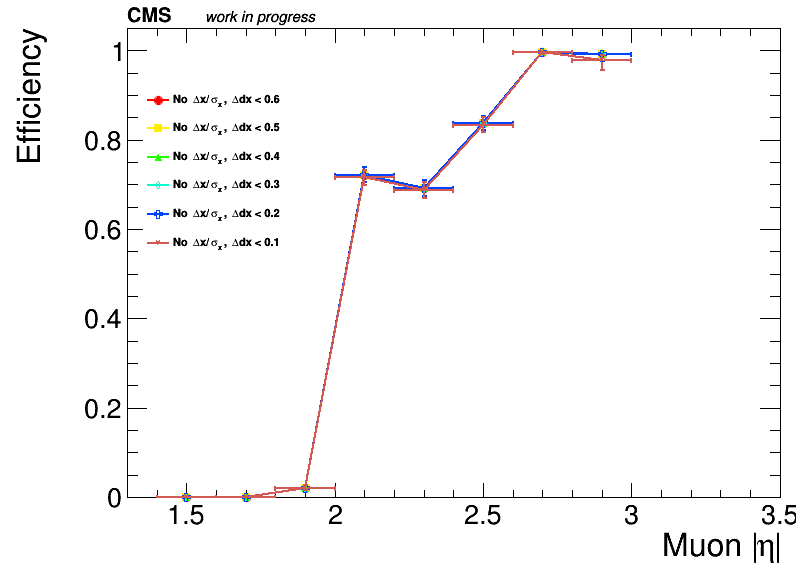 CMS work in progress
Efficiency
1
0.8
0.6
0.4
0.2
0
No Δx/σx, Δdx < 0.6
No Δx/σx, Δdx < 0.5
No Δx/σx, Δdx < 0.4
No Δx/σx, Δdx < 0.3
No Δx/σx, Δdx < 0.2
No Δx/σx, Δdx < 0.1
1.5 2 2.5 3 3.5
Muon |η|